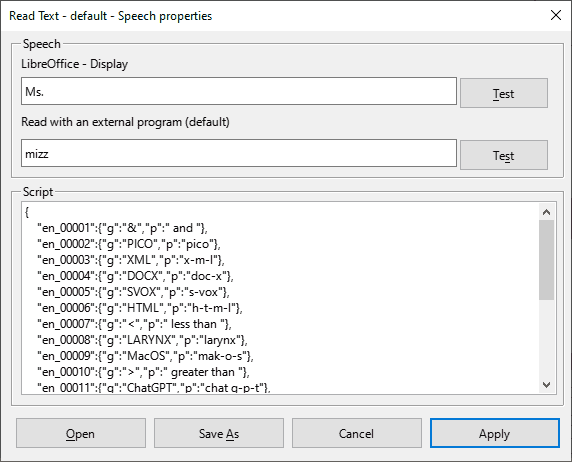 Read Text - default - Speech properties
Speech
LibreOffice - Display
Ms.
Test
Read with an external program (default)
mizz
Test
Script
{
"en_00001":{"g":"&","p":" and "},
"en_00002":{"g":"PICO","p":"pico"},
"en_00003":{"g":"XML","p":"x-m-l"},
"en_00004":{"g":"DOCX","p":"doc-x"},
"en_00005":{"g":"SVOX","p":"s-vox"},
"en_00006":{"g":"HTML","p":"h-t-m-l"},
"en_00007":{"g":"<","p":" less than "},
"en_00008":{"g":"LARYNX","p":"larynx"},
"en_00009":{"g":"MacOS","p":"mak-o-s"},
"en_00010":{"g":">","p":" greater than "},
"en_00011":{"g":"ChatGPT","p":"chat g-p-t"},
Open
Save As
Cancel
Apply